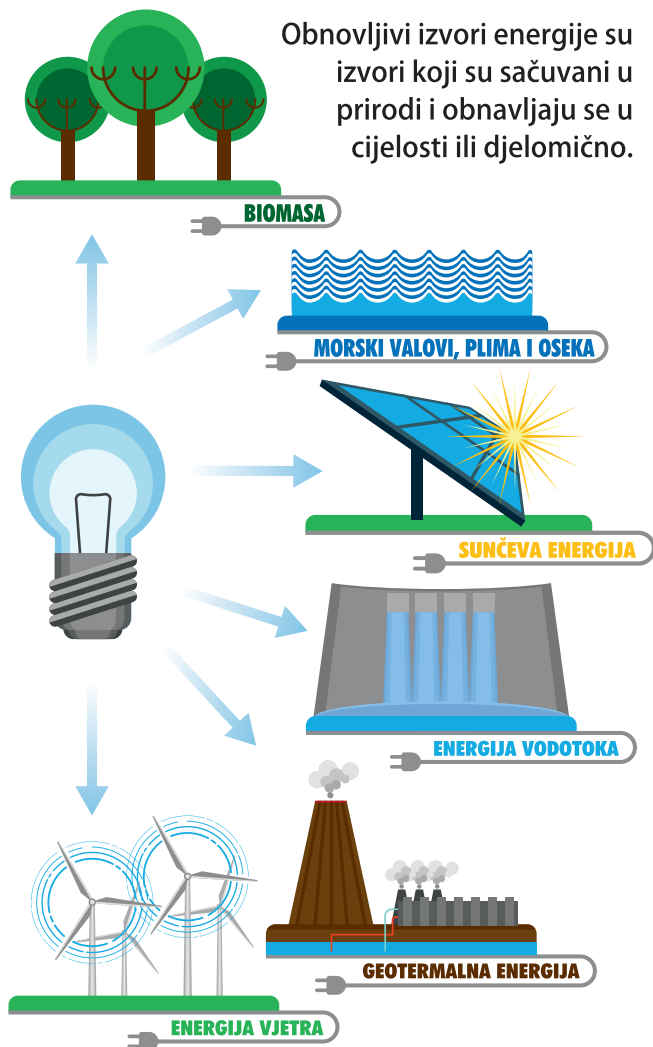 Obnovljivi izvori energije su
izvori koji su sačuvani u
prirodi i obnavljaju se u
cijelosti ili djelomično.
BIOMASA
MORSKI VALOVI, PLIMA I OSEKA
SUNČEVA ENERGIJA
ENERGIJA VODOTOKA
GEOTERMALNA ENERGIJA
ENERGIJA VJETRA